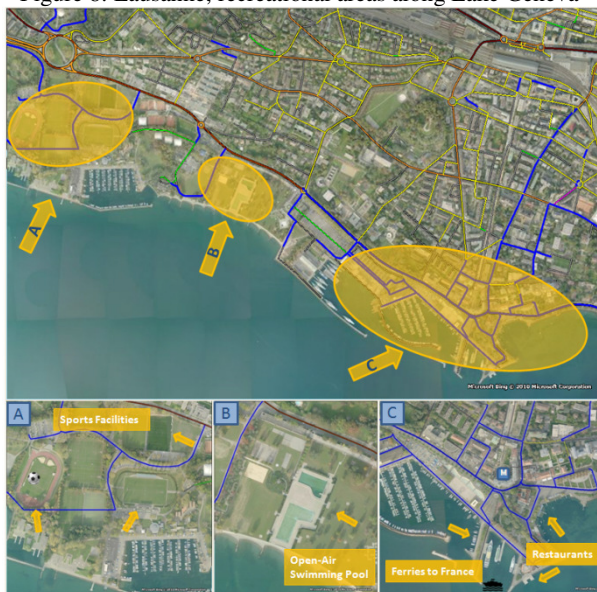 Figure 6. Lausanne, recreational areas along Lake Geneva
A
B
C
Microsoft Bing © 2010 Microsoft Corporation
A
Sports Facilities
B
Open-Air
Swimming Pool
C
M
Restaurants
Ferries to France